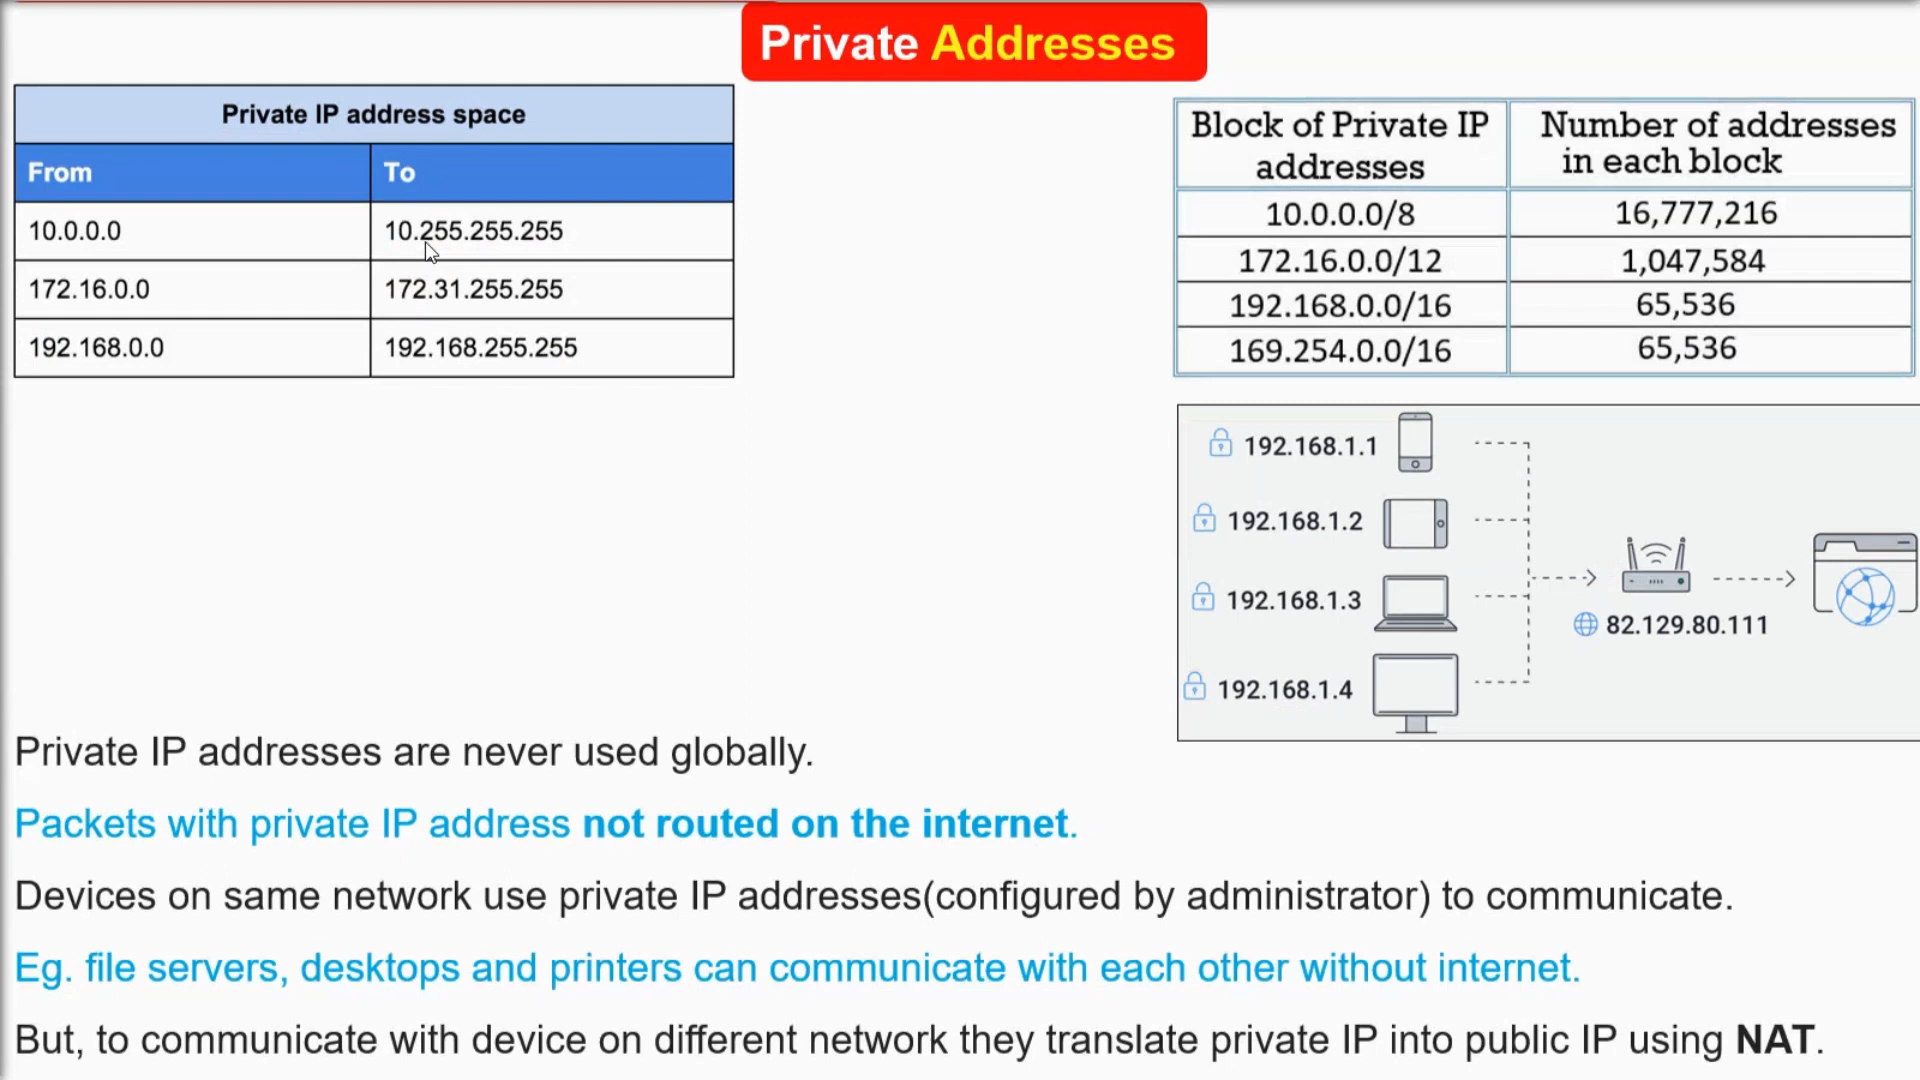 Private Addresses
Private IP address space
From To
10.0.0.0 10.255.255.255
172.16.0.0 172.31.255.255
192.168.0.0 192.168.255.255
Block of Private IP addresses
Number of addresses in each block
10.0.0.0/8 16,777,216
172.16.0.0/12 1,047,584
192.168.0.0/16 65,536
169.254.0.0/16 65,536
192.168.1.1
192.168.1.2
192.168.1.3
192.168.1.4
82.129.80.111
Private IP addresses are never used globally.
Packets with private IP address not routed on the internet.
Devices on same network use private IP addresses(configured by administrator) to communicate.
Eg. file servers, desktops and printers can communicate with each other without internet.
But, to communicate with device on different network they translate private IP into public IP using NAT.